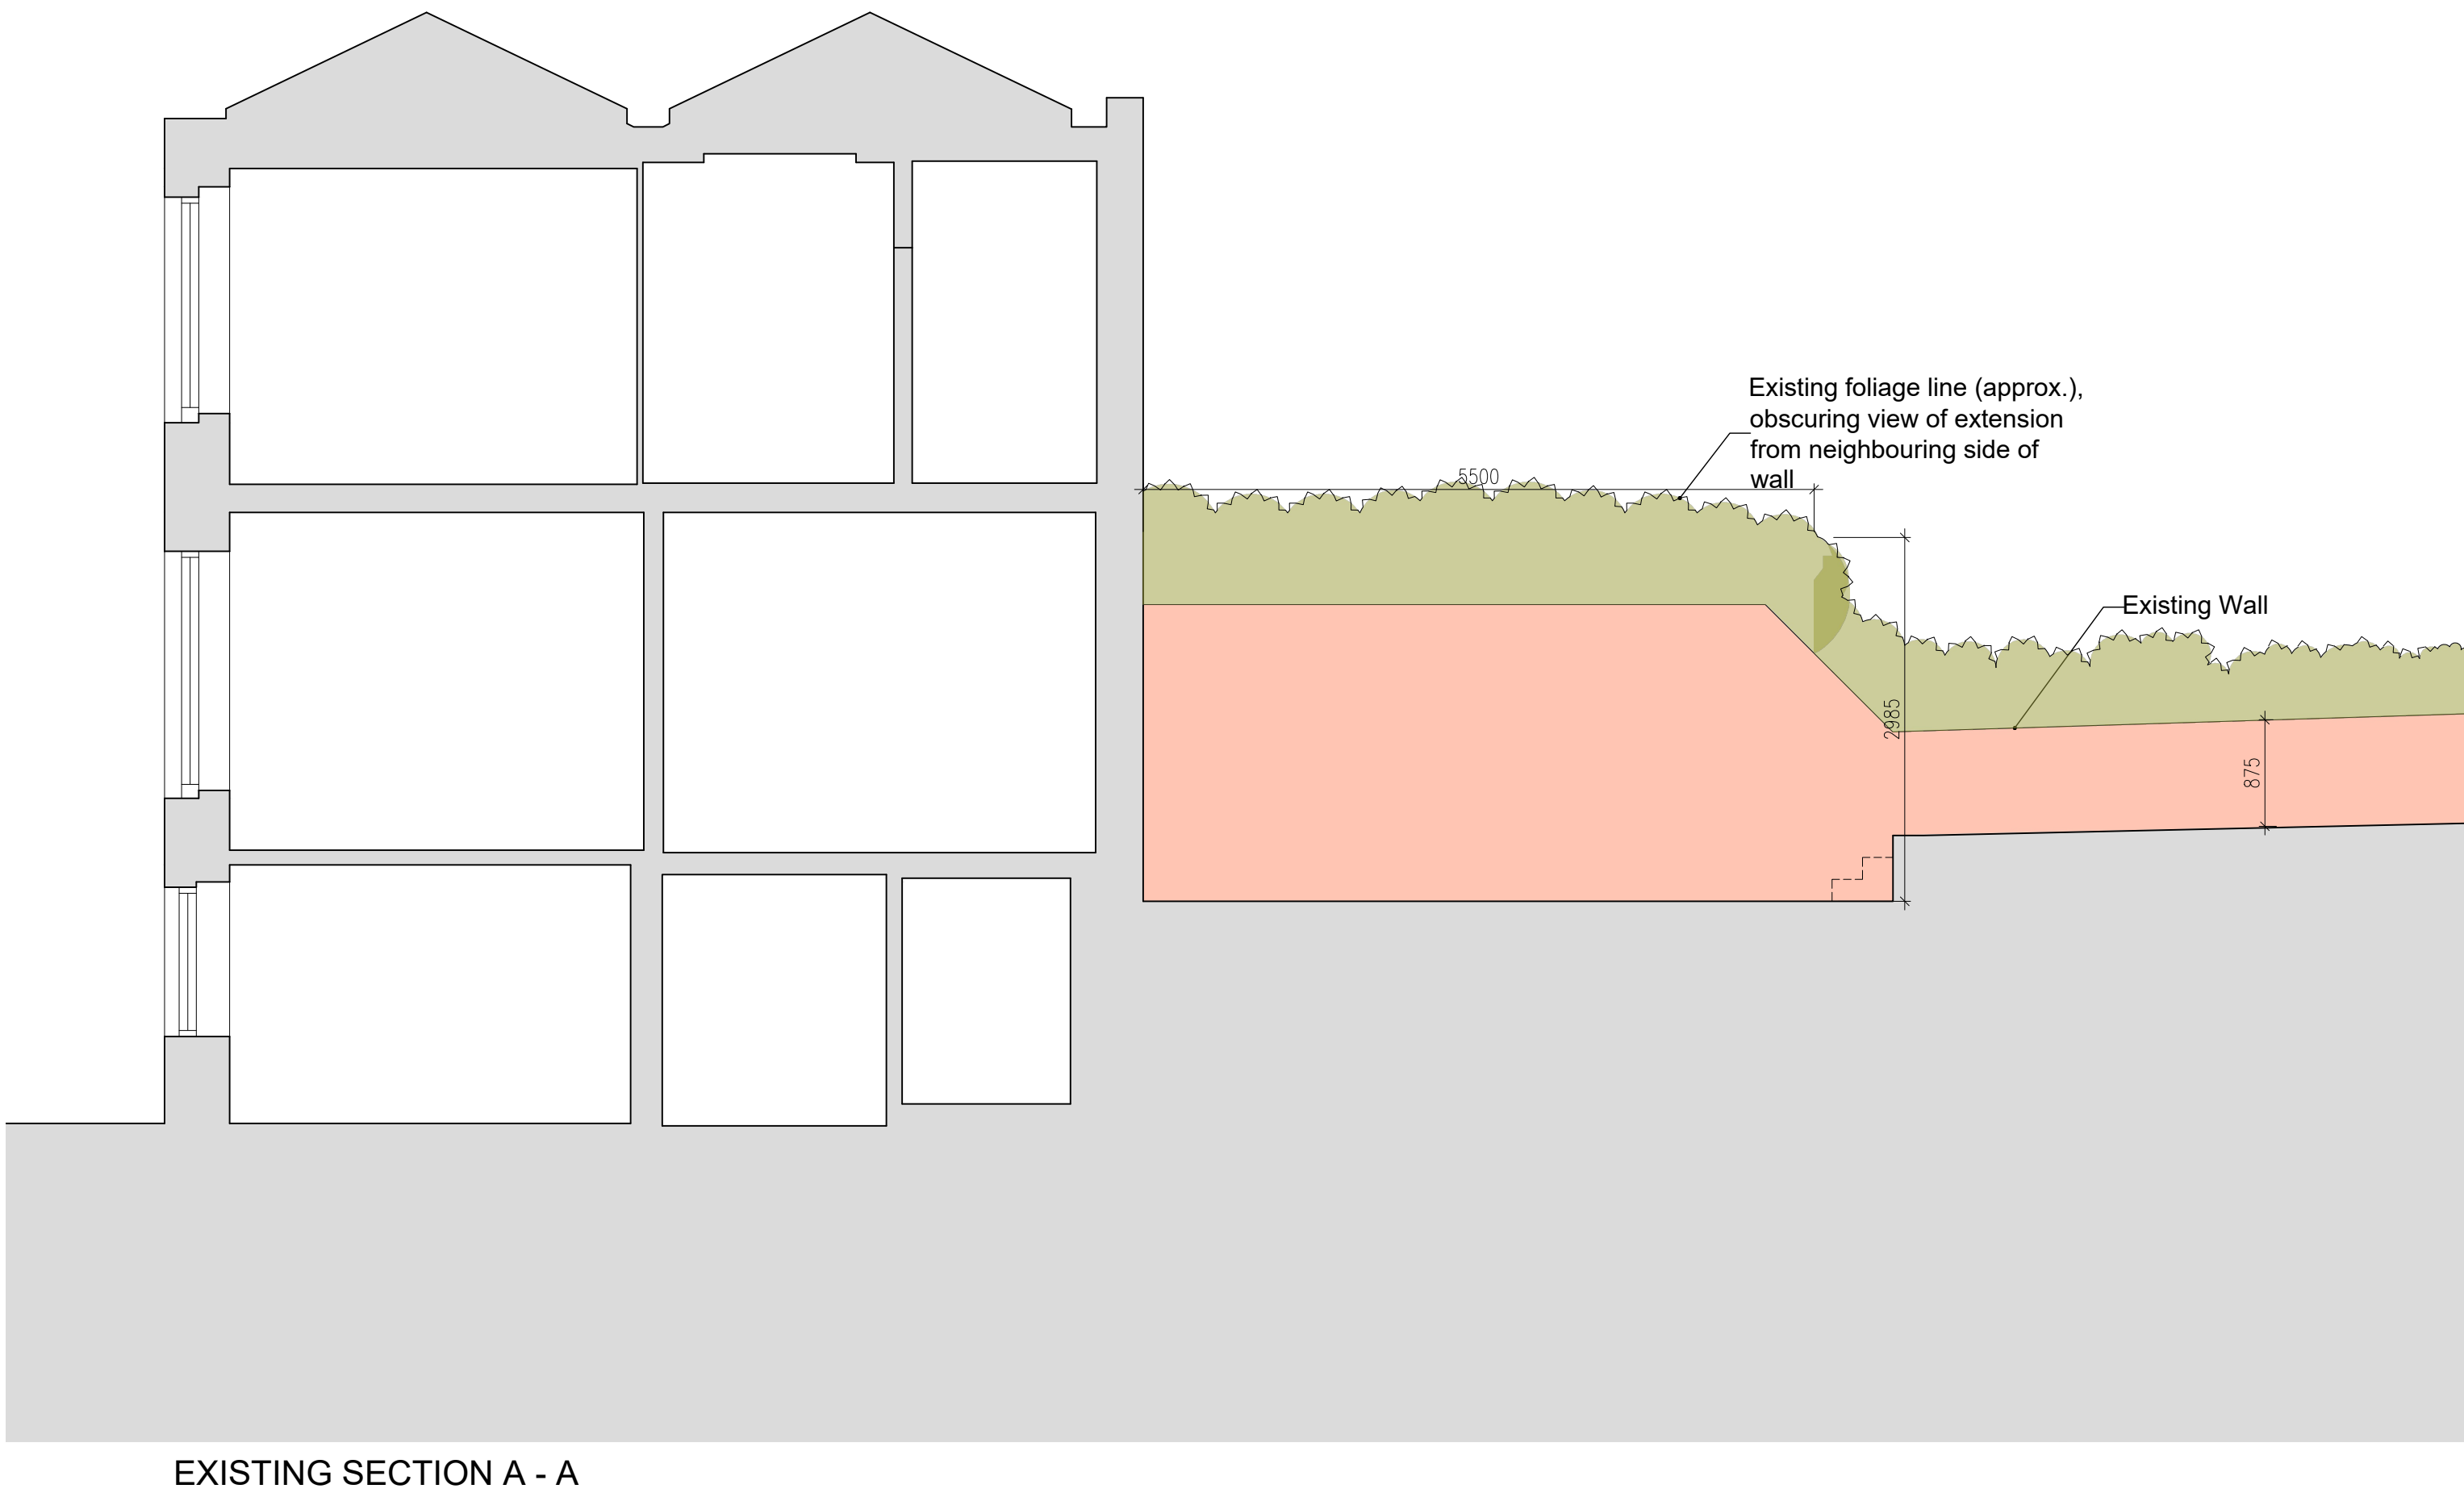 Existing foliage line (approx.),
obscuring view of extension
from neighbouring side of
wall
5500
Existing Wall
2985
875
EXISTING SECTION A - A